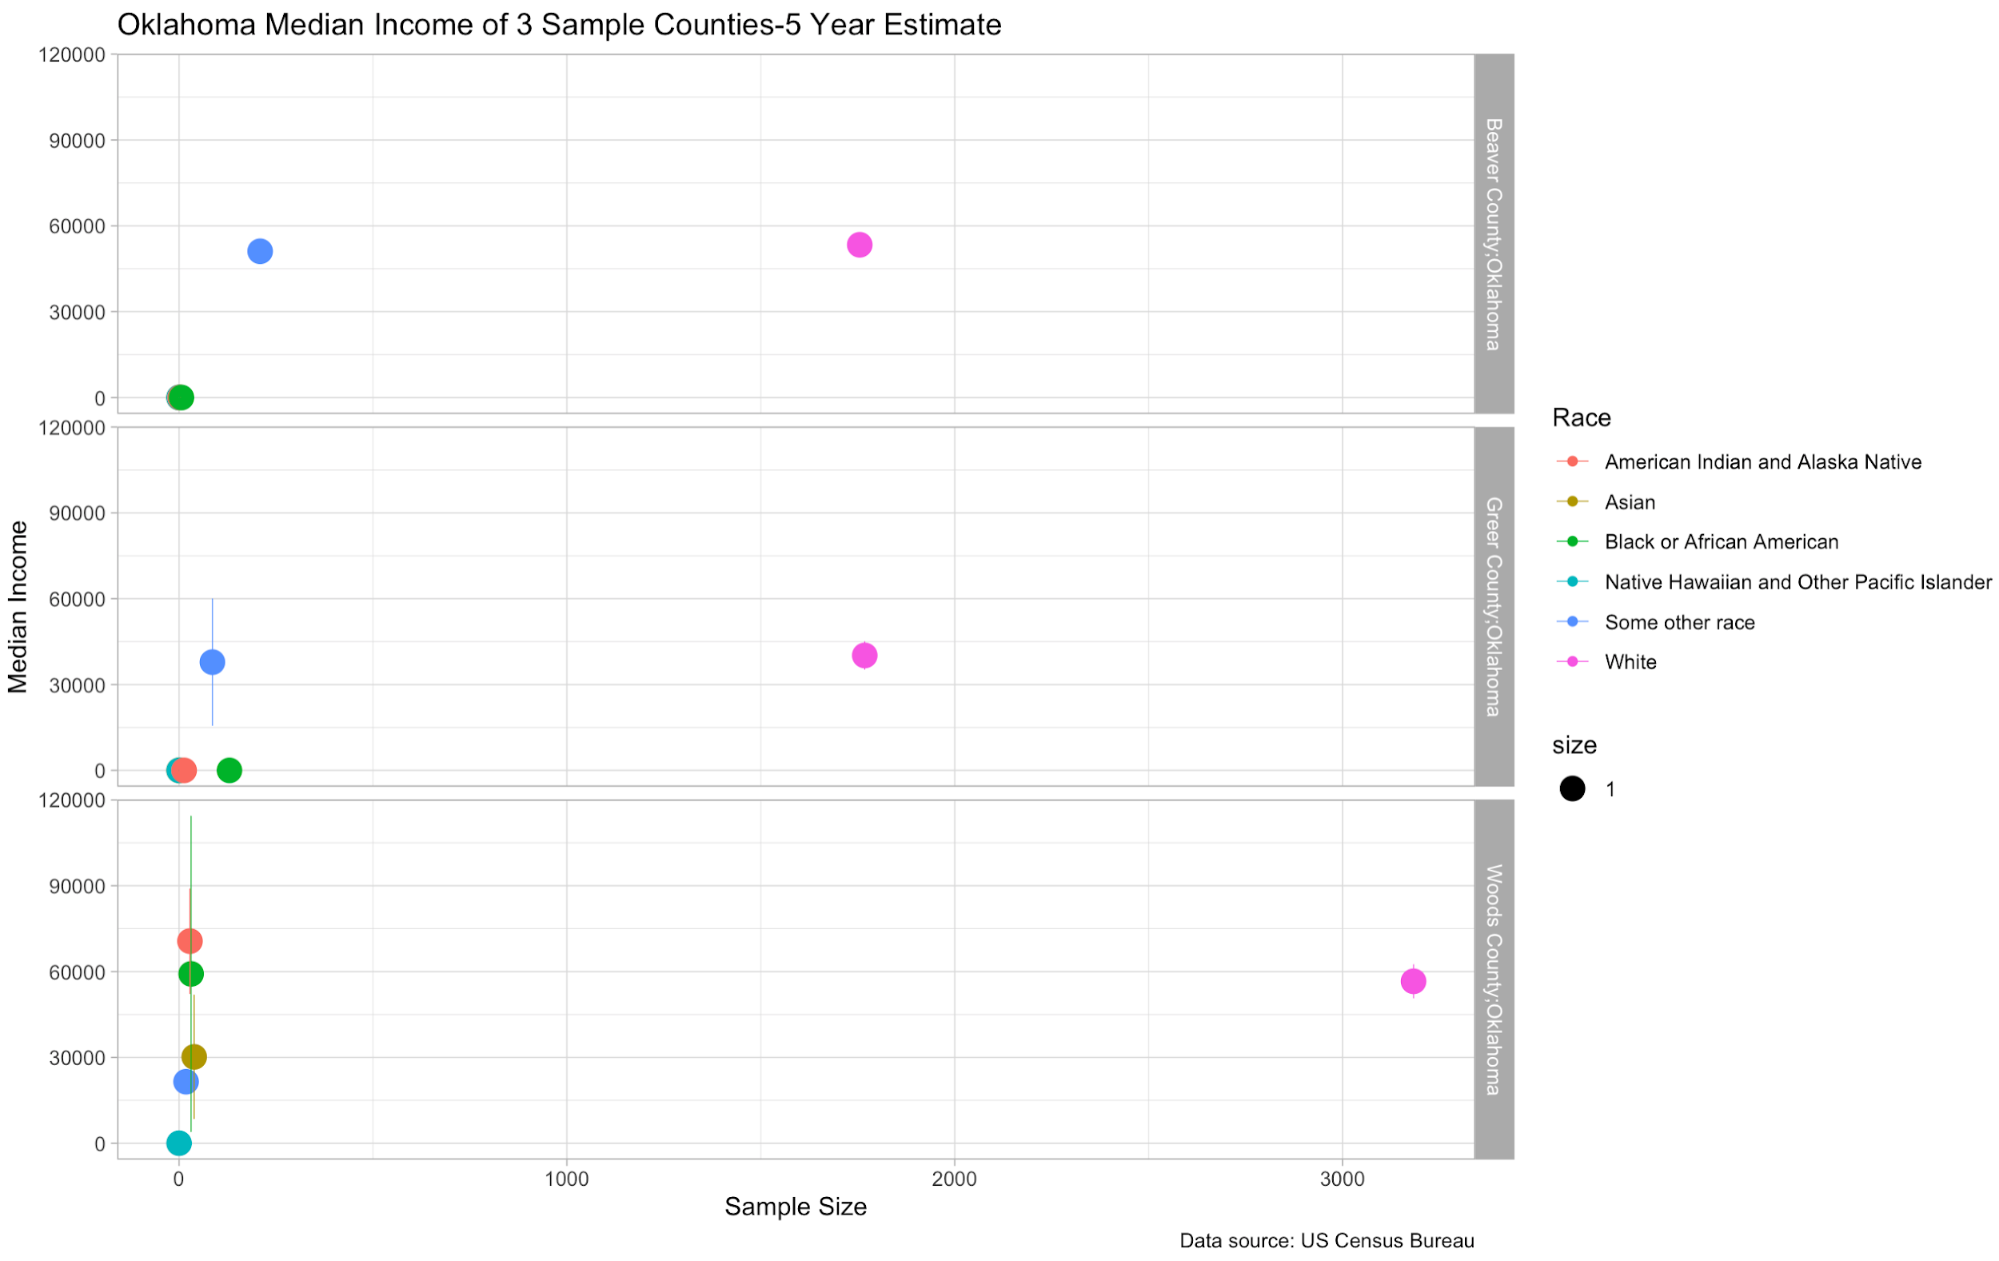 Oklahoma Median Income of 3 Sample Counties-5 Year Estimate
Median Income
120000
90000
60000
30000
0
Beaver County;Oklahoma
120000
90000
60000
30000
0
Greer County;Oklahoma
120000
90000
60000
30000
0
Woods County;Oklahoma
0 1000 2000 3000
Sample Size
Race
American Indian and Alaska Native
Asian
Black or African American
Native Hawaiian and Other Pacific Islander
Some other race
White
size
1
Data source: US Census Bureau